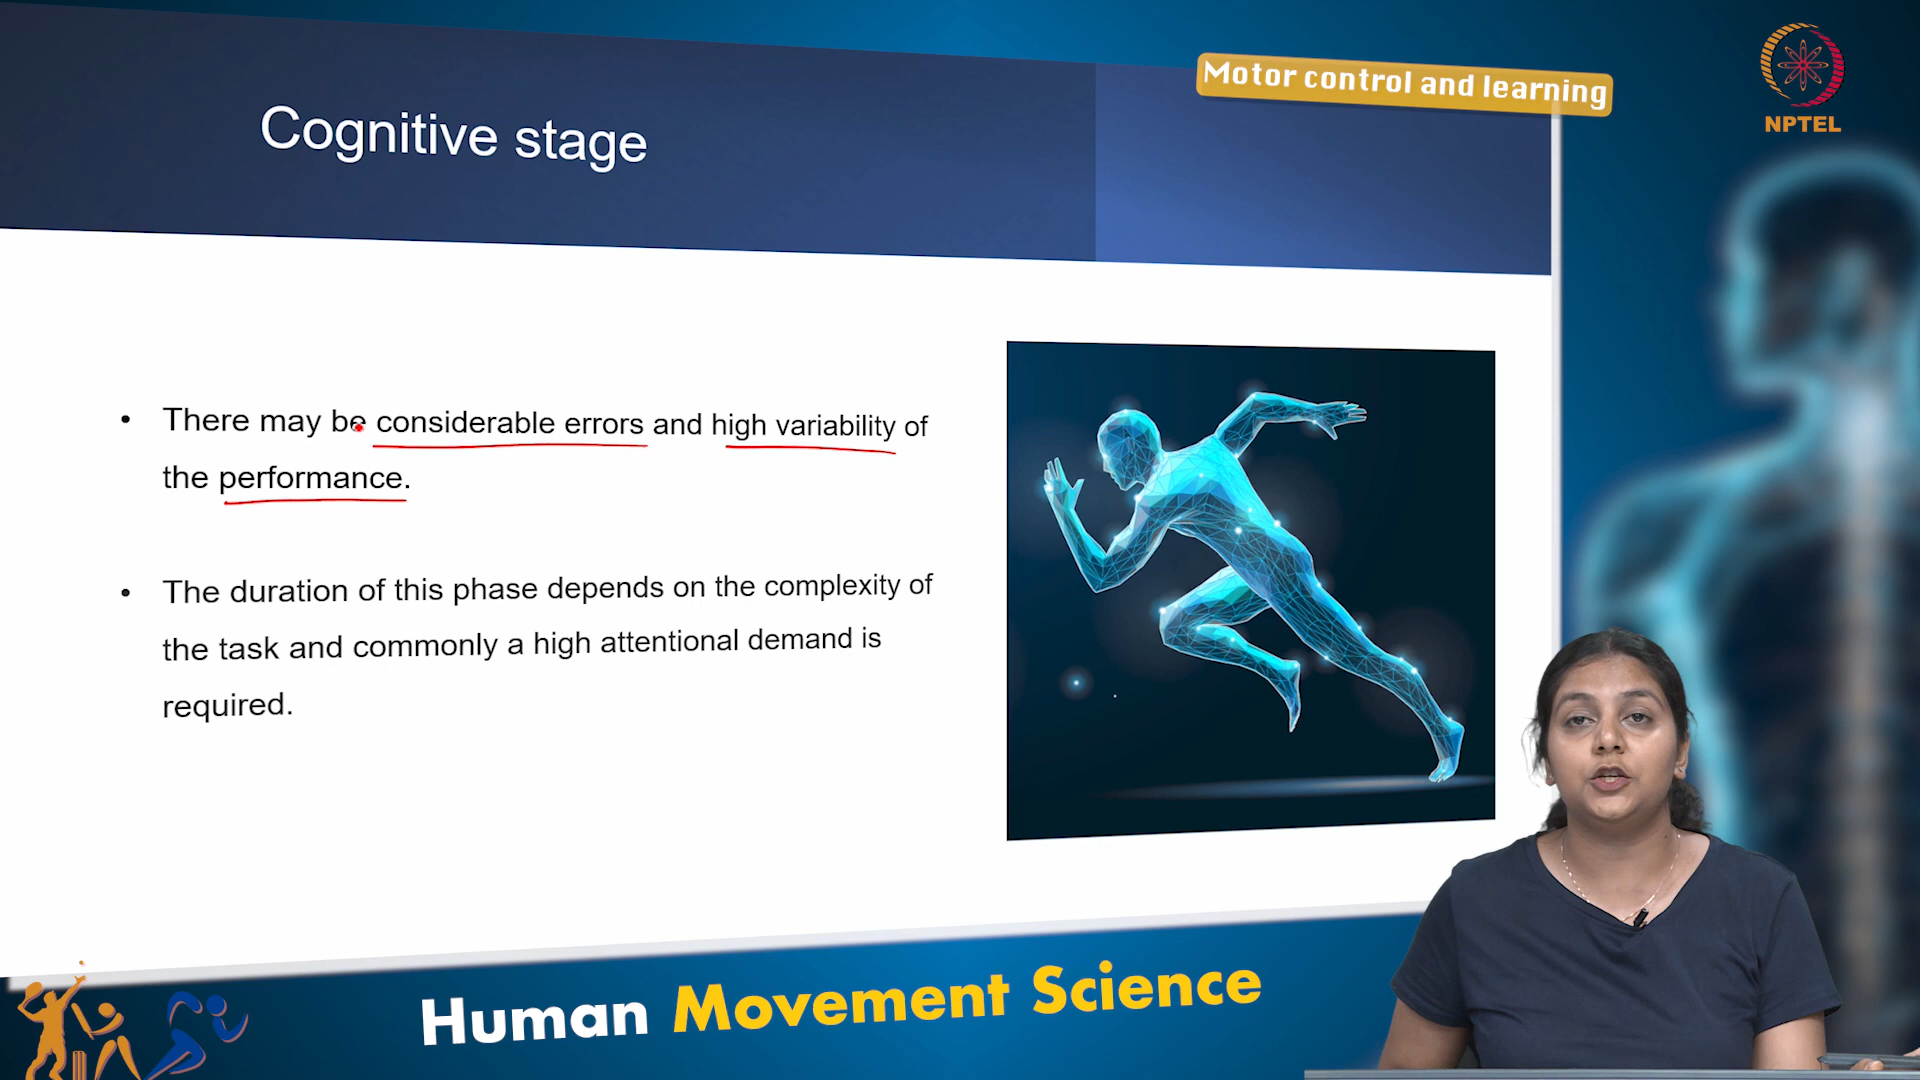 Motor control and learning
NPTEL
Cognitive stage
• There may be considerable errors and high variability of
the performance.
• The duration of this phase depends on the complexity of
the task and commonly a high attentional demand is
required.
Human Movement Science